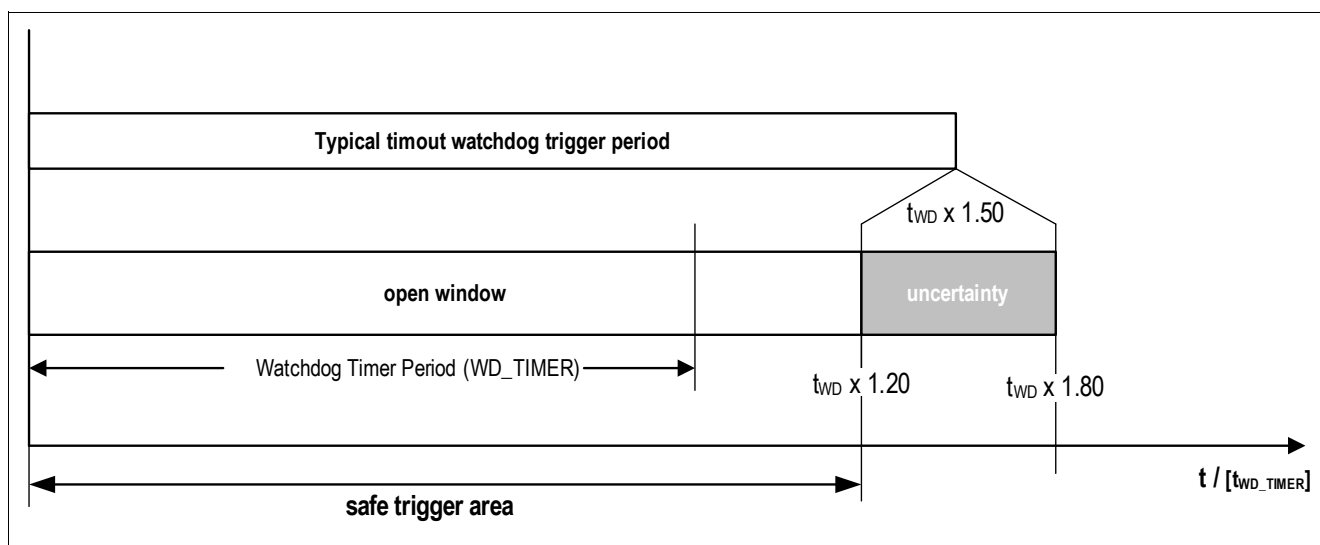 Typical timout watchdog trigger period
tWD x 1.50
open window
uncertainty
Watchdog Timer Period (WD_TIMER)
tWD x 1.20
tWD x 1.80
t / [tWD_TIMER]
safe trigger area